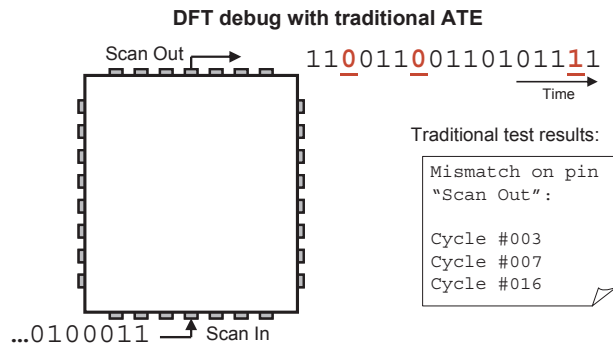 DFT debug with traditional ATE
Scan Out
11001100110101111
Time
Traditional test results:
Mismatch on pin
“Scan Out”:
Cycle #003
Cycle #007
Cycle #016
...0100011
Scan In